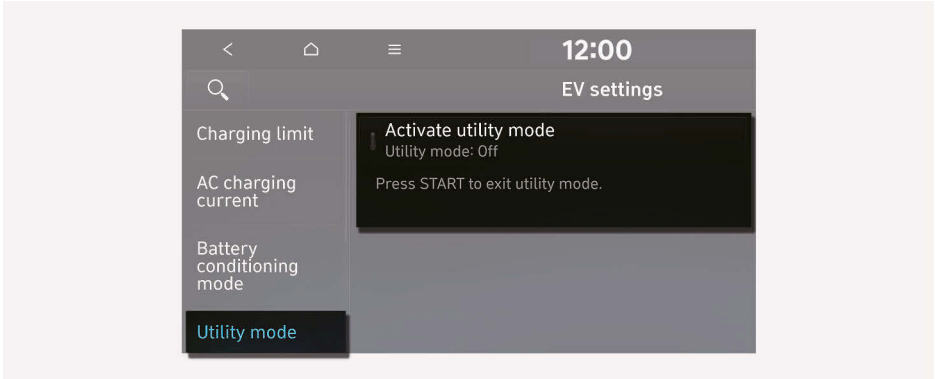 12:00
EV settings
Charging limit
AC charging
current
Battery
conditioning
mode
Utility mode
Activate utility mode
Utility mode: Off
Press START to exit utility mode.